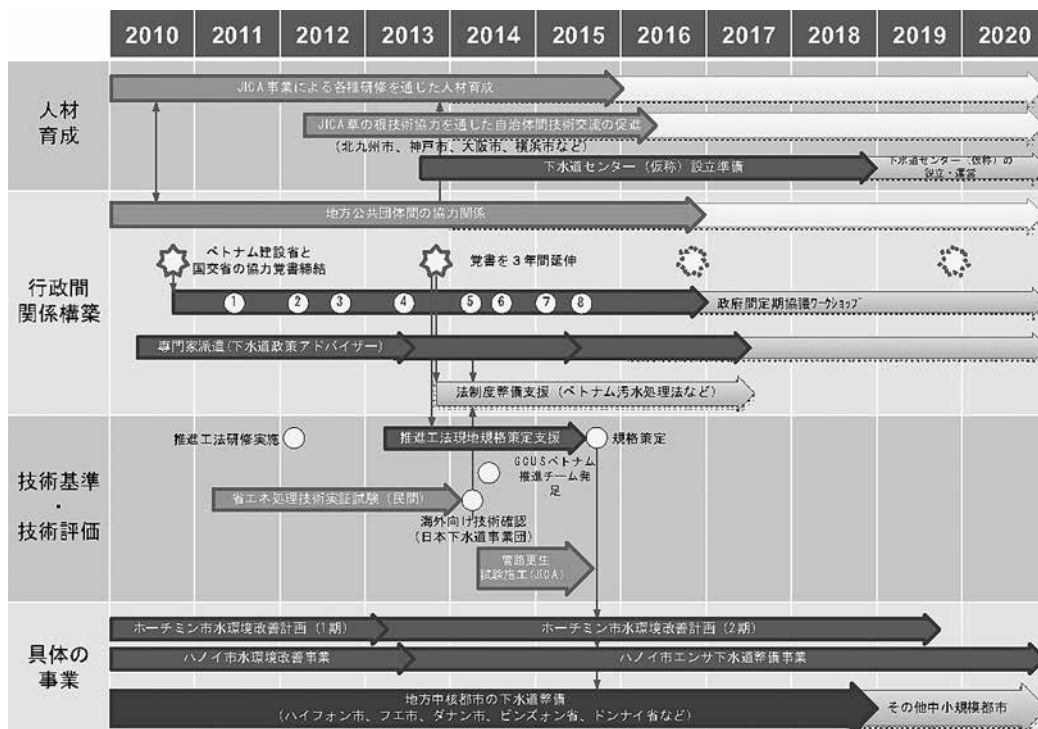 2010 2011 2012 2013 2014 2015 2016 2017 2018 2019 2020
人材
育成
JICA事業による各種研修を通じた人材育成
JICA草の根技術協力を通じた自治体間技術交流の促進
(北九州市、神戸市、大阪市、横浜市など)
下水道センター(仮称)設立準備
下水道センター(仮称)の
設立・運営
行政間
関係構築
地方公共団体間の協力関係
ベトナム建設省と
国交省の協力覚書締結
覚書を3年間延伸
1 2 3 4 5 6 7 8
政府間定期協議ワークショップ
専門家派遣(下水道政策アドバイザー)
法制度整備支援(ベトナム汚水処理法など)
技術基準
・
技術評価
推進工法研修実施
推進工法現地規格策定支援
規格策定
GCUSベトナム
推進チーム発
足
省エネ処理技術実証試験(民間)
海外向け技術確認
(日本下水道事業団)
管路更生
試験施工(JICA)
具体の
事業
ホーチミン市水環境改善計画(1期)
ホーチミン市水環境改善計画(2期)
ハノイ市水環境改善事業
ハノイ市エンサ下水道整備事業
地方中核都市の下水道整備
(ハイフォン市、フエ市、ダナン市、ビンズォン省、ドンナイ省など)
その他中小規模都市